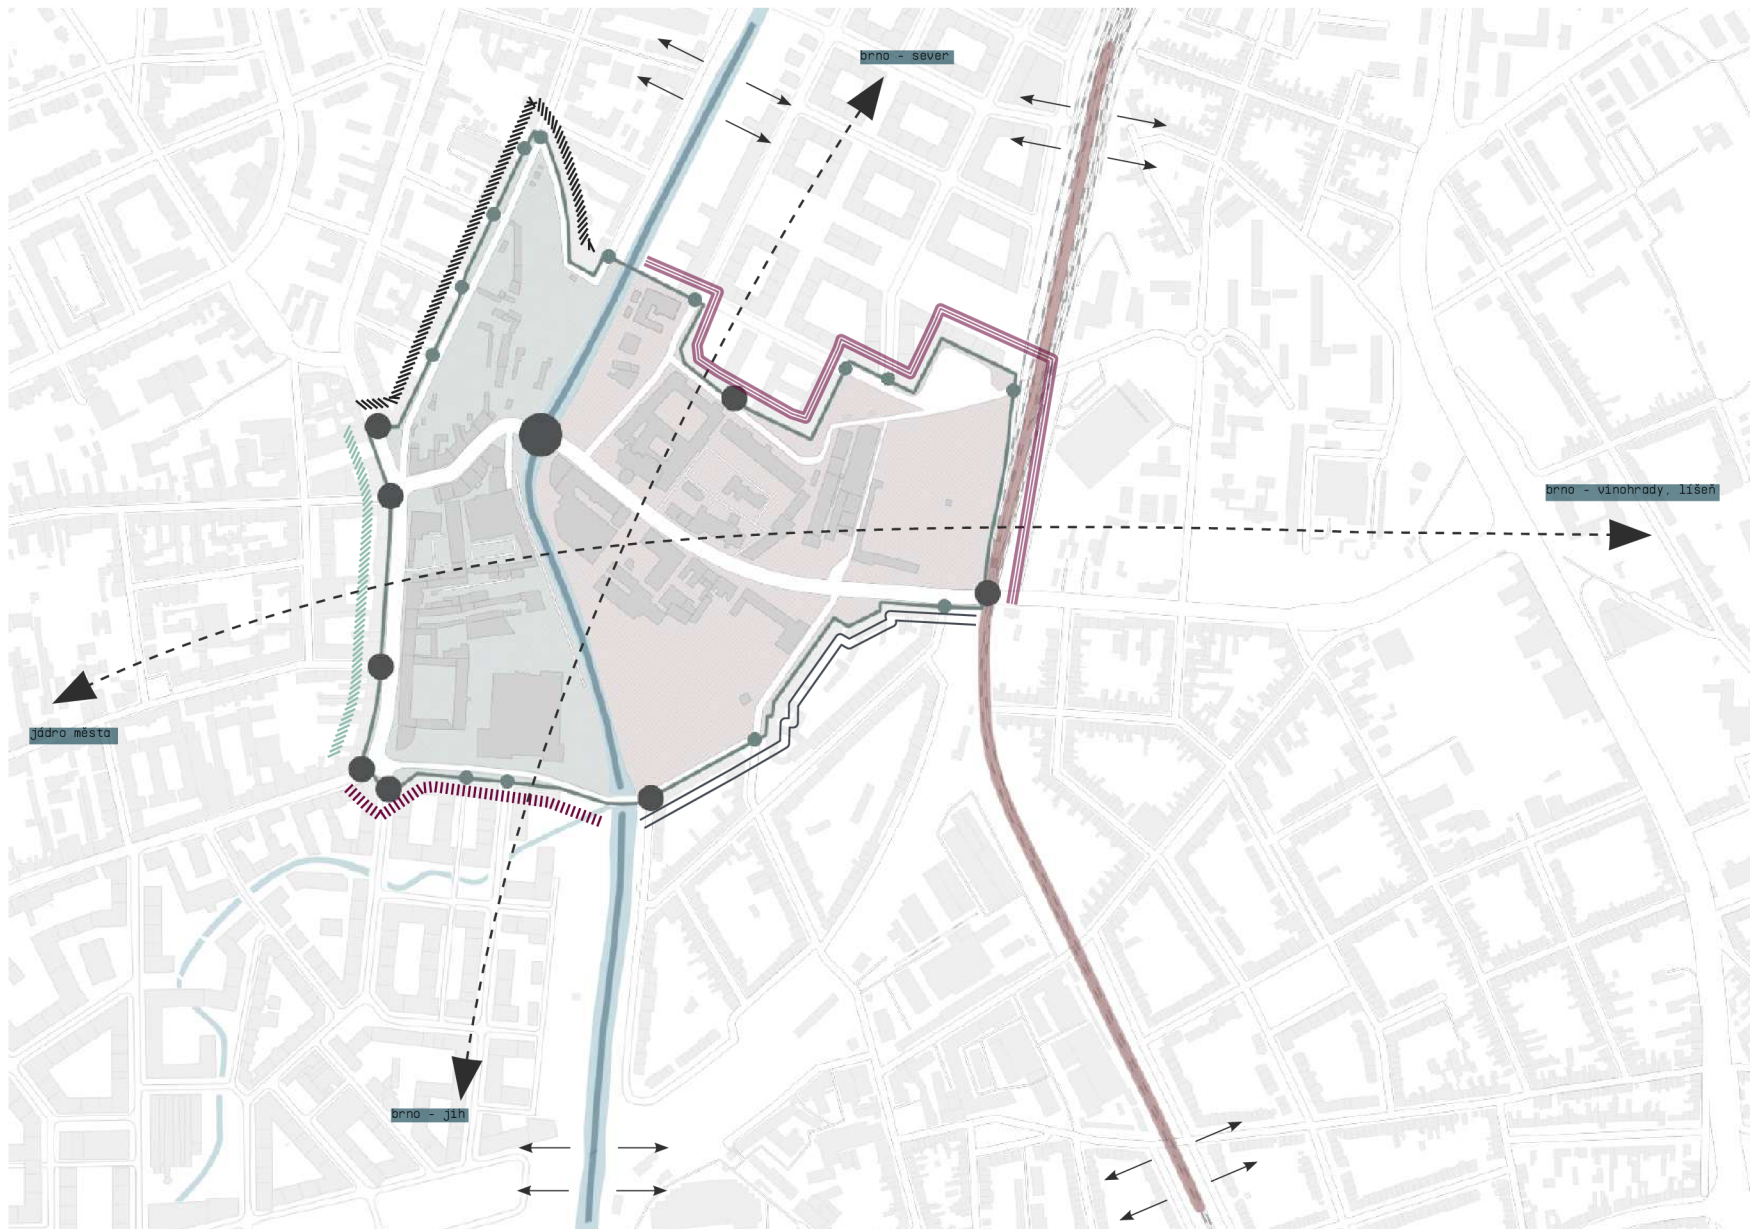 brno - sever
brno - vinohrady, líšeň
jádro města
brno - jih